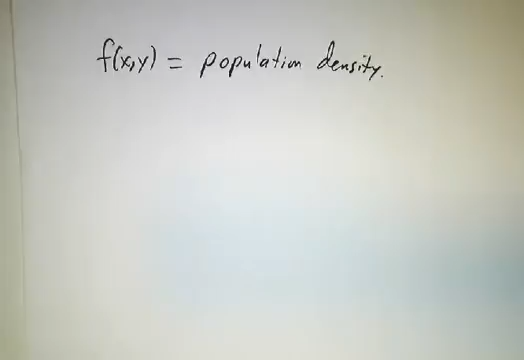 f(x,y) = population density.